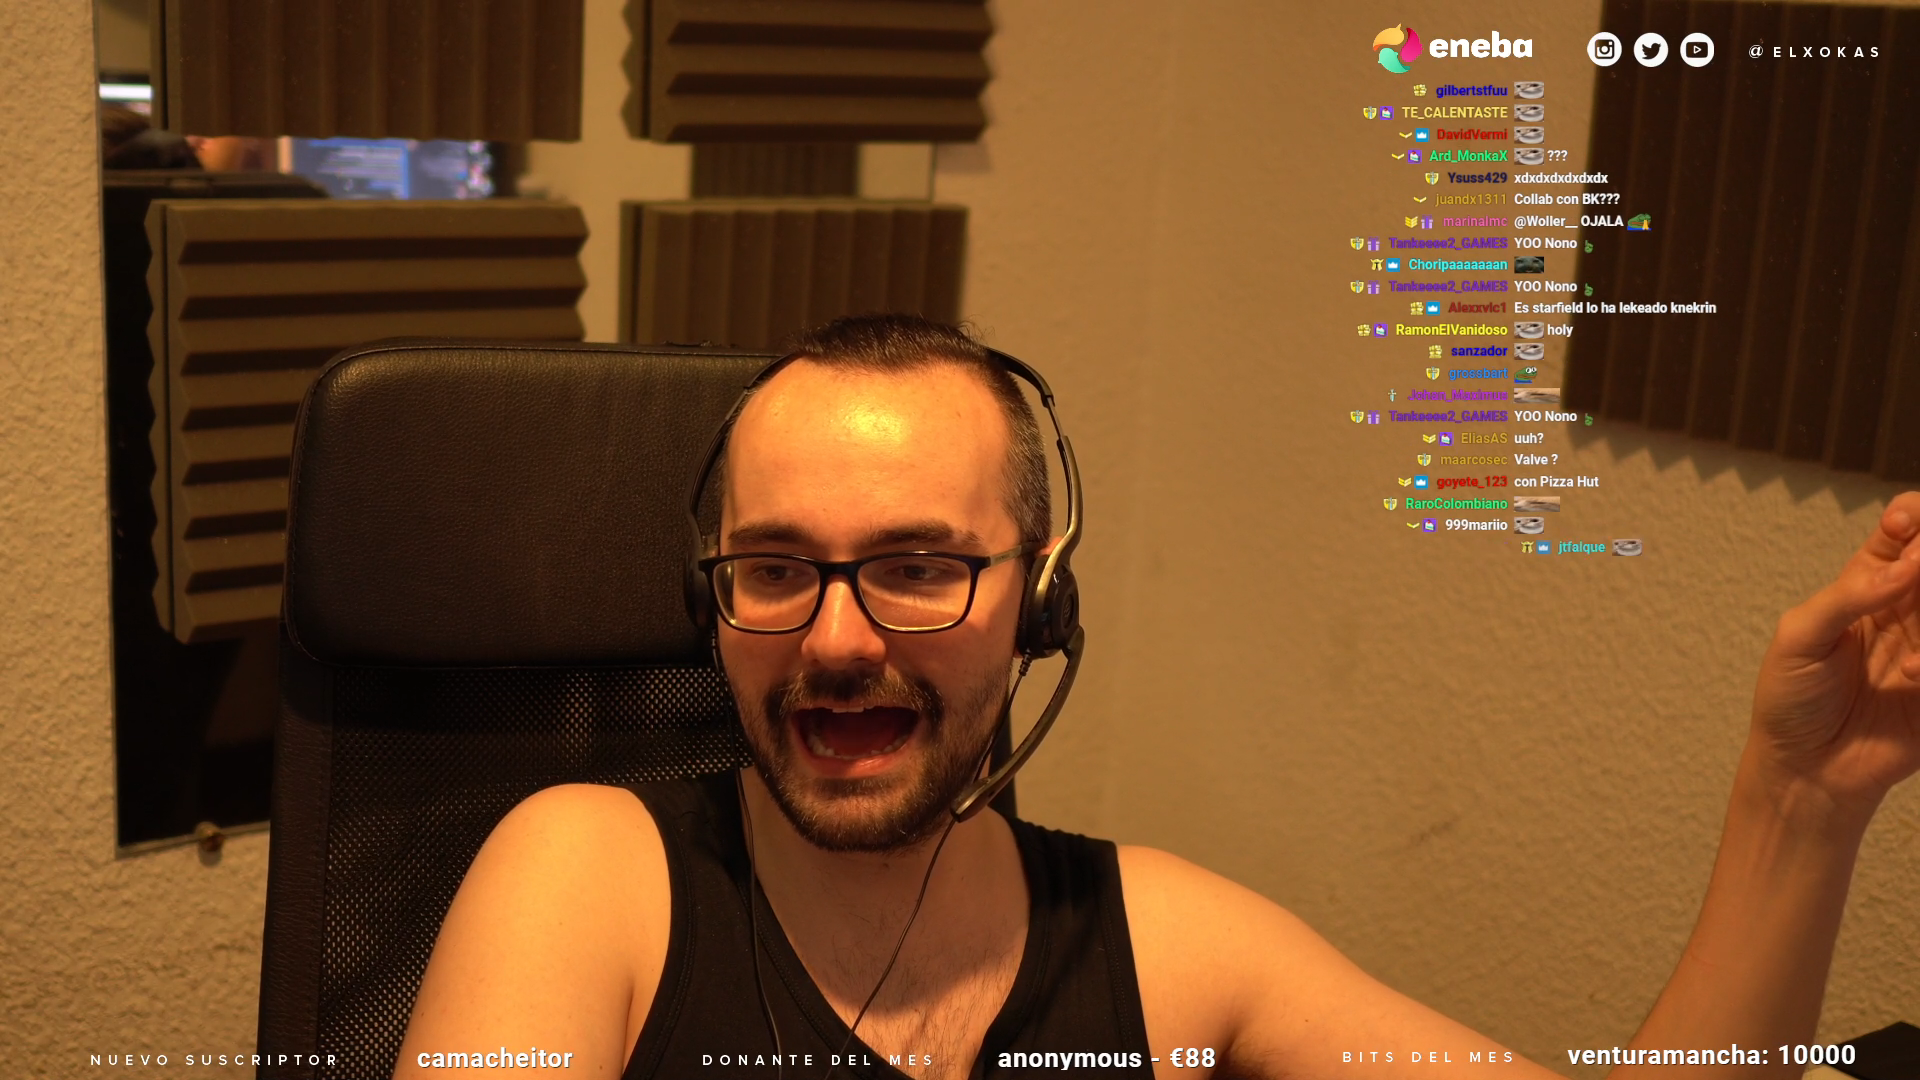 eneba
@ELXOKAS
gilbertstfuu
TE_CALENTASTE
DavidVermi
Ard_MonkaX ???
Ysuss429 xdxdxdxdxdxdx
juandx1311 Collab con BK???
marinalmc @Woller__ OJALA
Tankeeee2_GAMES YOO Nono
Choripaaaaaaan
Tankeeee2_GAMES YOO Nono
Alexxvic1 Es starfield lo ha lekeado knekrin
RamonElVanidoso holy
sanzador
grossbart
Johan_Maximus
Tankeeee2_GAMES YOO Nono
EliasAS uuh?
maarcosec Valve ?
goyete_123 con Pizza Hut
RaroColombiano
999mariio
jtfalque
NUEVO SUSCRIPTOR camacheitor DONANTE DEL MES anonymous - €88 BITS DEL MES venturamancha: 10000